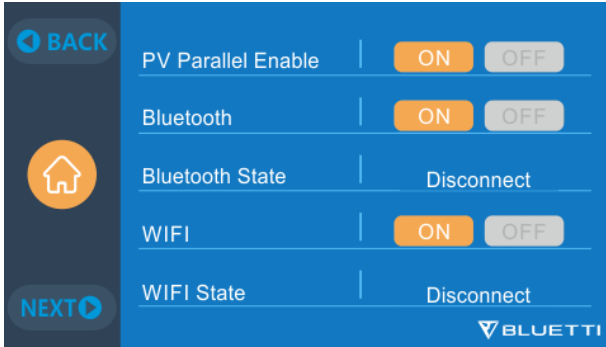 BACK
PV Parallel Enable ON OFF
Bluetooth ON OFF
Bluetooth State Disconnect
WIFI ON OFF
WIFI State Disconnect
NEXT
BLUETTI